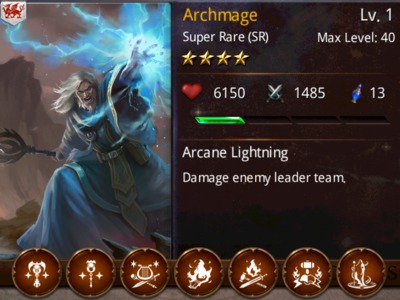 Archmage Lv. 1
Super Rare (SR) Max Level: 40
6150 1485 13
Arcane Lightning
Damage enemy leader team.